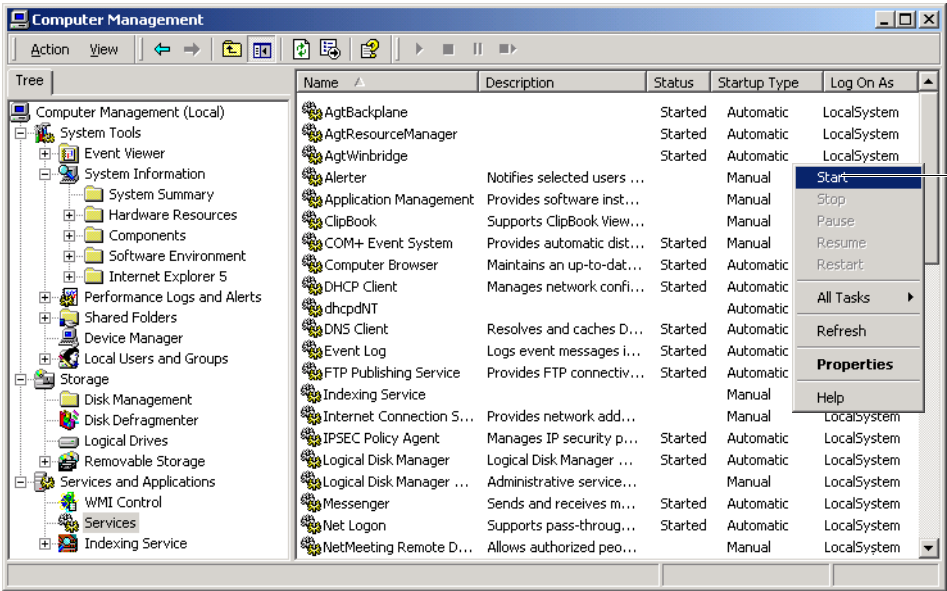 Computer Management
Action View
Tree
Computer Management (Local)
System Tools
Event Viewer
System Information
System Summary
Hardware Resources
Components
Software Environment
Internet Explorer 5
Performance Logs and Alerts
Shared Folders
Device Manager
Local Users and Groups
Storage
Disk Management
Disk Defragmenter
Logical Drives
Removable Storage
Services and Applications
WMI Control
Services
Indexing Service
Name Description Status Startup Type Log On As
AgtBackplane Started Automatic LocalSystem
AgtResourceManager Started Automatic LocalSystem
AgtWinbridge Started Automatic LocalSystem
Alerter Notifies selected users ... Manual
Application Management Provides software inst... Manual
ClipBook Supports ClipBook View... Manual
COM+ Event System Provides automatic dist... Started Manual
Computer Browser Maintains an up-to-dat... Started Automatic
DHCP Client Manages network confi... Started Automatic
dhcpdNT Automatic
DNS Client Resolves and caches D... Started Automatic
Event Log Logs event messages i... Started Automatic
FTP Publishing Service Provides FTP connectiv... Started Automatic
Indexing Service Manual
Internet Connection S... Provides network add... Manual LocalSystem
IPSEC Policy Agent Manages IP security p... Started Automatic LocalSystem
Logical Disk Manager Logical Disk Manager ... Started Automatic LocalSystem
Logical Disk Manager ... Administrative service... Manual LocalSystem
Messenger Sends and receives m... Started Automatic LocalSystem
Net Logon Supports pass-throug... Started Automatic LocalSystem
NetMeeting Remote D... Allows authorized peo... Manual LocalSystem
Start
Stop
Pause
Resume
Restart
All Tasks
Refresh
Properties
Help